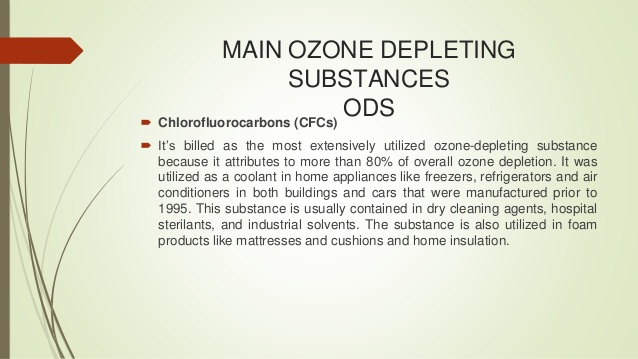 MAIN OZONE DEPLETING
SUBSTANCES
ODS
Chlorofluorocarbons (CFCs)
It's billed as the most extensively utilized ozone-depleting substance
because it attributes to more than 80% of overall ozone depletion. It was
utilized as a coolant in home appliances like freezers, refrigerators and air
conditioners in both buildings and cars that were manufactured prior to
1995. This substance is usually contained in dry cleaning agents, hospital
sterilants, and industrial solvents. The substance is also utilized in foam
products like mattresses and cushions and home insulation.